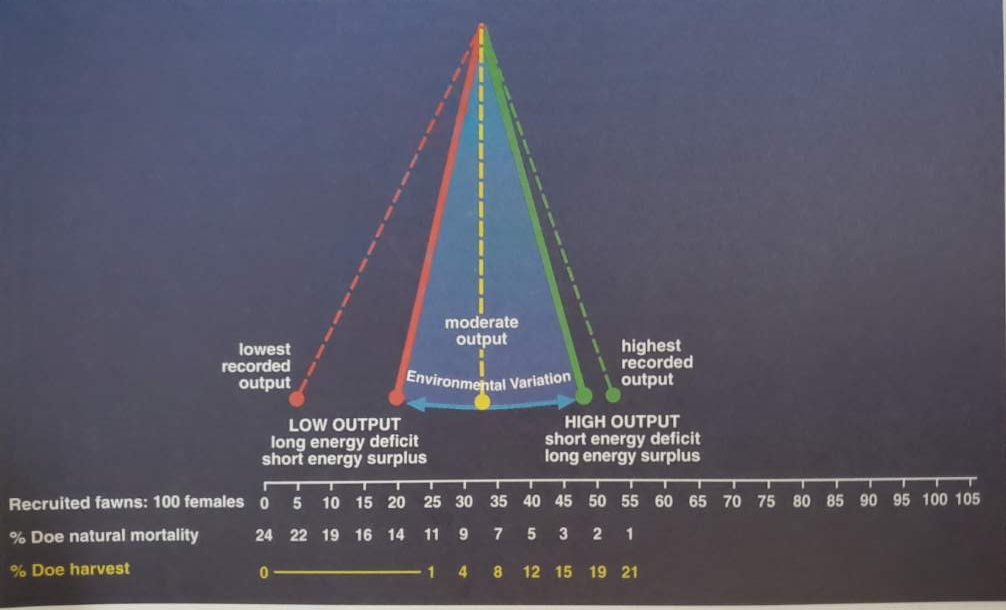 moderate
output
lowest
recorded
output
highest
recorded
output
Environmental Variation
LOW OUTPUT
long energy deficit
short energy surplus
HIGH OUTPUT
short energy deficit
long energy surplus
Recruited fawns: 100 females 0 5 10 15 20 25 30 35 40 45 50 55 60 65 70 75 80 85 90 95 100 105
% Doe natural mortality 24 22 19 16 14 11 9 7 5 3 2 1
% Doe harvest 0 1 4 8 12 15 19 21